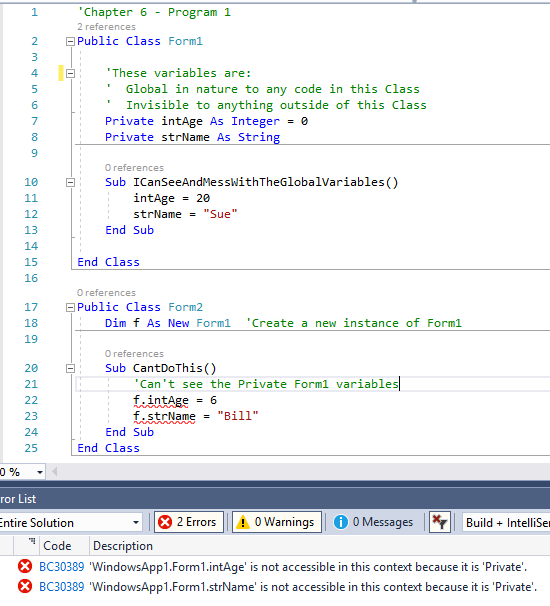 1 'Chapter 6 - Program 1
2 references
2 Public Class Form1
3
4 'These variables are:
5 ' Global in nature to any code in this Class
6 ' Invisible to anything outside of this Class
7 Private intAge As Integer = 0
8 Private strName As String
9
0 references
10 Sub ICanSeeAndMessWithTheGlobalVariables()
11 intAge = 20
12 strName = "Sue"
13 End Sub
14
15 End Class
16
0 references
17 Public Class Form2
18 Dim f As New Form1 'Create a new instance of Form1
19
0 references
20 Sub CantDoThis()
21 'Can't see the Private Form1 variables
22 f.intAge = 6
23 f.strName = "Bill"
24 End Sub
25 End Class
0 %
ror List
Entire Solution 2 Errors 0 Warnings 0 Messages Build + IntelliSen
Code Description
BC30389 'WindowsApp1.Form1.intAge' is not accessible in this context because it is 'Private'.
BC30389 'WindowsApp1.Form1.strName' is not accessible in this context because it is 'Private'.